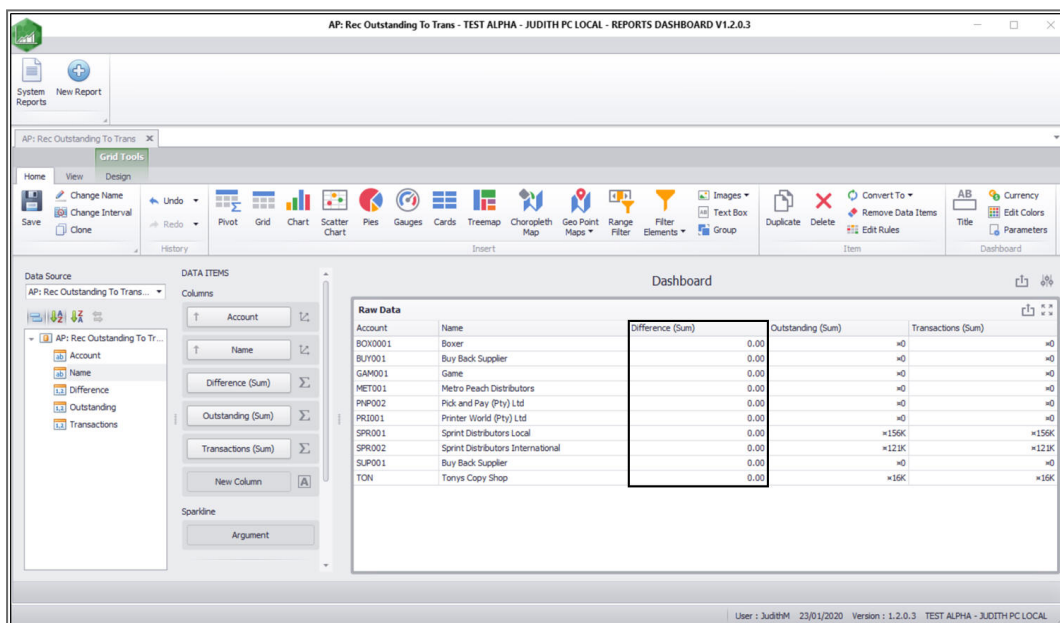 AP: Rec Outstanding To Trans - TEST ALPHA - JUDITH PC LOCAL - REPORTS DASHBOARD V1.2.0.3
System Reports
New Report
AP: Rec Outstanding To Trans
Grid Tools
Home View Design
Save
Change Name
Change Interval
Clone
Undo
Redo
History
Pivot Grid Chart Scatter Chart Pies Gauges Cards Treemap Choropleth Map Geo Point Maps Range Filter Filter Elements
Images
Text Box
Group
Insert
Duplicate Delete
Convert To
Remove Data Items
Edit Rules
Item
AB
Title
Currency
Edit Colors
Parameters
Dashboard
Data Source
AP: Rec Outstanding To Trans...
AP: Rec Outstanding To Tr...
ab Account
ab Name
1.2 Difference
1.2 Outstanding
1.2 Transactions
DATA ITEMS
Columns
Account
Name
Difference (Sum)
Outstanding (Sum)
Transactions (Sum)
New Column A
Sparkline
Argument
Dashboard
Raw Data
Account Name Difference (Sum) Outstanding (Sum) Transactions (Sum)
BOX0001 Boxer 0.00 ¤0 ¤0
BUY001 Buy Back Supplier 0.00 ¤0 ¤0
GAM001 Game 0.00 ¤0 ¤0
MET001 Metro Peach Distributors 0.00 ¤0 ¤0
PNP002 Pick and Pay (Pty) Ltd 0.00 ¤0 ¤0
PRI001 Printer World (Pty) Ltd 0.00 ¤0 ¤0
SPR001 Sprint Distributors Local 0.00 ¤156K ¤156K
SPR002 Sprint Distributors International 0.00 ¤121K ¤121K
SUP001 Buy Back Supplier 0.00 ¤0 ¤0
TON Tonys Copy Shop 0.00 ¤16K ¤16K
User : JudithM 23/01/2020 Version : 1.2.0.3 TEST ALPHA - JUDITH PC LOCAL